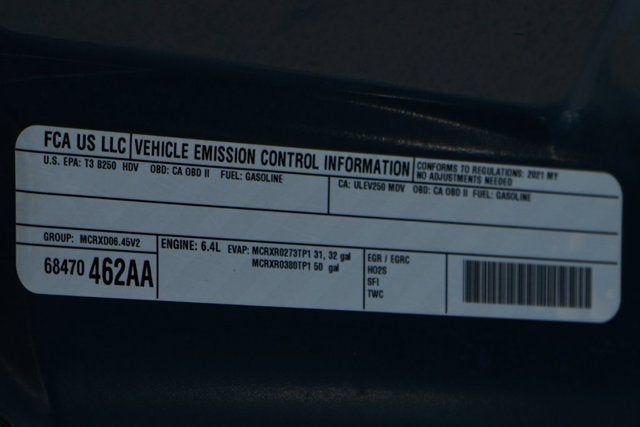 FCA US LLC VEHICLE EMISSION CONTROL INFORMATION
CONFORMS TO REGULATIONS: 2021 MY
NO ADJUSTMENTS NEEDED
U.S. EPA: T3 B250 HDV OBD: CA OBD II FUEL: GASOLINE
CA: ULEV250 MDV OBD: CA OBD II FUEL: GASOLINE
GROUP: MCRXD06.45V2
68470 462AA
ENGINE: 6.4L EVAP: MCRXR0273TP1 31, 32 gal
MCRXR0380TP1 50 gal
EGR / EGRC
HO2S
SFI
TWC